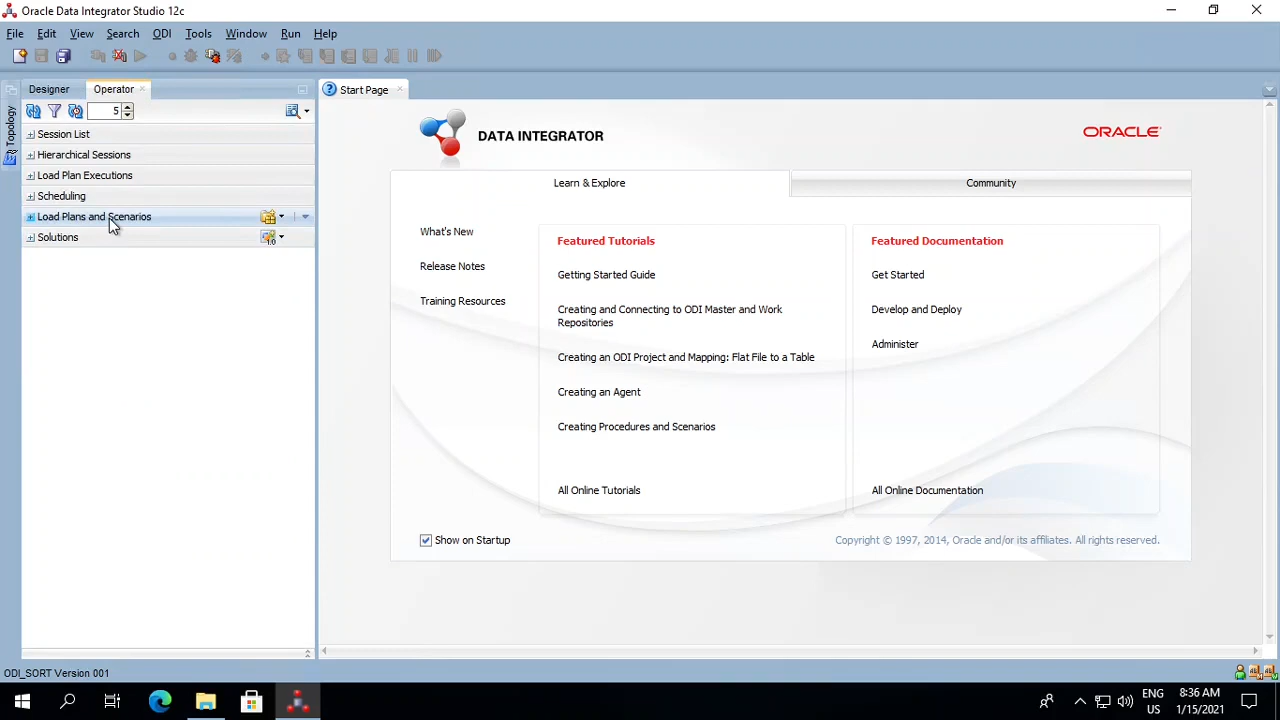 Oracle Data Integrator Studio 12c
File Edit View Search ODI Tools Window Run Help
Designer Operator
Start Page
5
Topology
Session List
Hierarchical Sessions
Load Plan Executions
Scheduling
Load Plans and Scenarios
Solutions
1.0
DATA INTEGRATOR
ORACLE
Learn & Explore
Community
What's New
Release Notes
Training Resources
Featured Tutorials
Getting Started Guide
Creating and Connecting to ODI Master and Work
Repositories
Creating an ODI Project and Mapping: Flat File to a Table
Creating an Agent
Creating Procedures and Scenarios
All Online Tutorials
Featured Documentation
Get Started
Develop and Deploy
Administer
All Online Documentation
Show on Startup
Copyright © 1997, 2014, Oracle and/or its affiliates. All rights reserved.
ODI_SORT Version 001
ENG
US
8:36 AM
1/15/2021